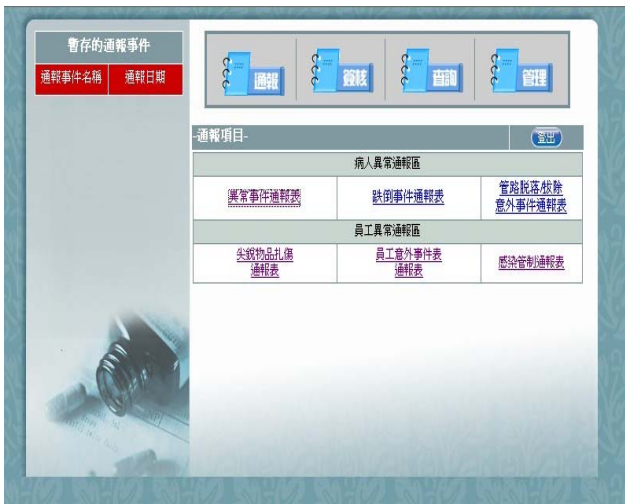 暫存的通報事件
通報事件名稱 通報日期
通報 簽核 查詢 管理
-通報項目- 登出
病人異常通報區
異常事件通報表 跌倒事件通報表 管路脫落/拔除
意外事件通報表
員工異常通報區
尖銳物品扎傷
通報表
員工意外事件表
通報表
感染管制通報表